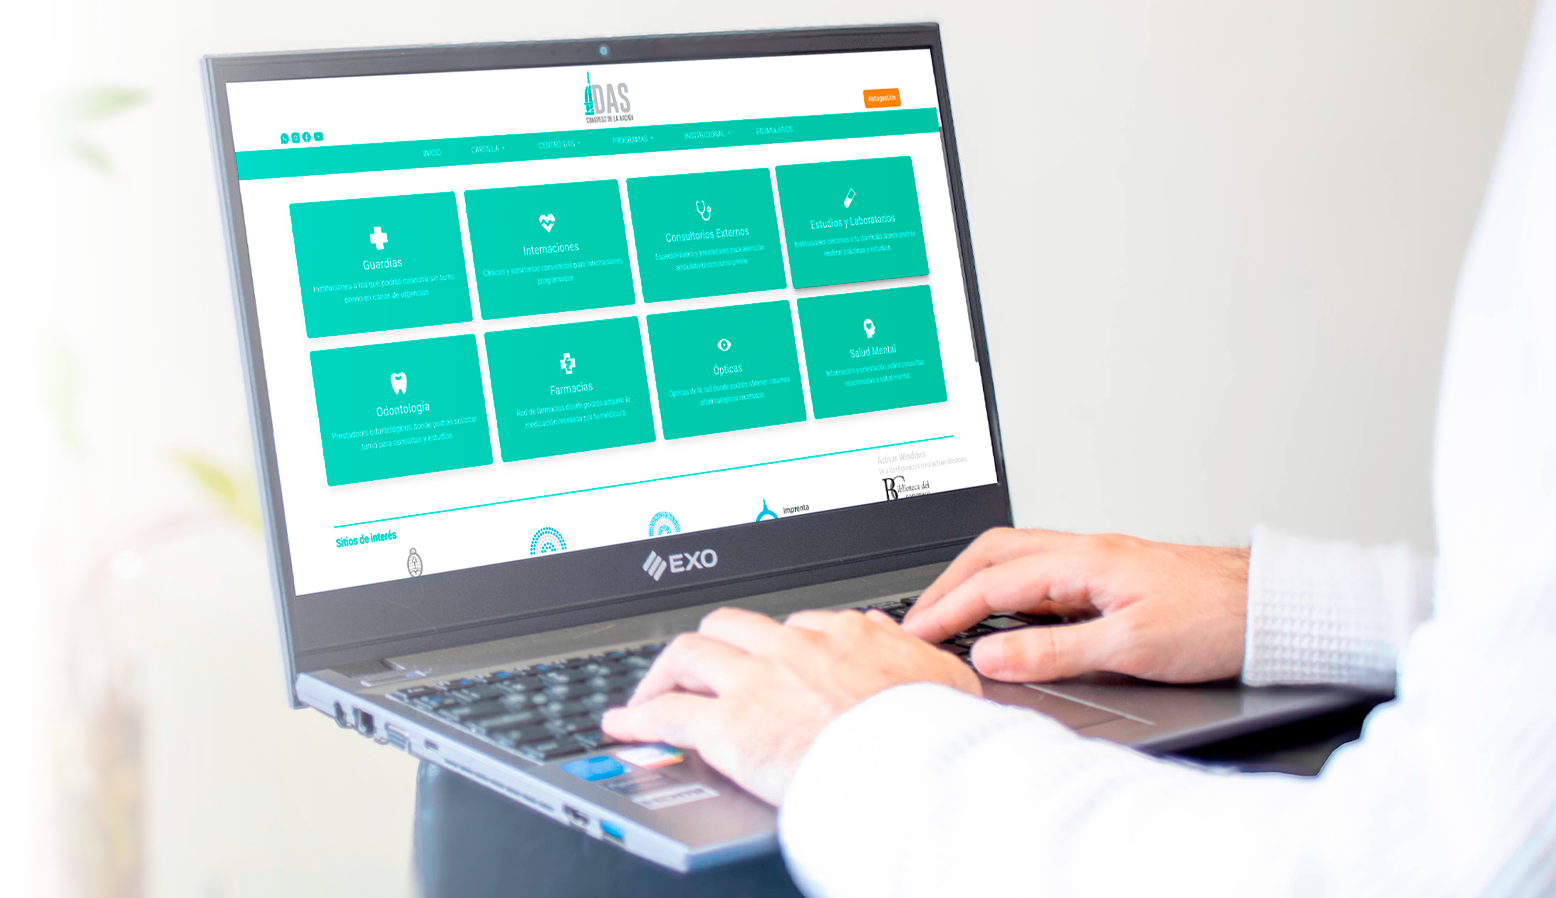 DAS
CONGRESO DE LA NACIÓN
Autogestión
INICIO
CARTILLA
CENTRO DAS
PROGRAMAS
INSTITUCIONAL
FORMULARIOS
Guardias
Instituciones a las que podrás concurrir sin turno
previo en casos de urgencias
Internaciones
Clínicas y sanatorios convenidos para internaciones
programadas
Consultorios Externos
Especialidades y prestadores para atención
ambulatoria con turno previo
Estudios y Laboratorios
Instituciones cercanas a tu domicilio donde podrás
realizar prácticas y estudios
Odontología
Prestadores odontológicos donde podrás solicitar
turno para consultas y estudios
Farmacias
Red de farmacias donde podrás adquirir la
medicación recetada por tu médico/a
Ópticas
Ópticas de la red donde podrás obtener insumos
oftalmológicos recetados
Salud Mental
Información y orientación sobre consultas
relacionadas a salud mental
Activar Windows
Ve a Configuración para activar Windows.
Sitios de interés
Imprenta
Biblioteca del
EXO